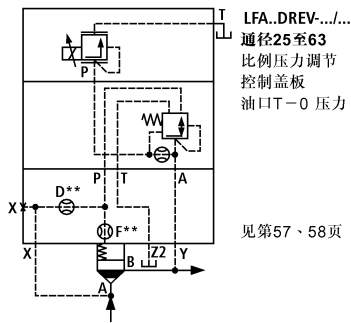 T
LFA..DREV-.../...
通径25至63
比例压力调节
控制盖板
油口T－0 压力
P
P T A
D**
X
F**
见第57、58页
X Z2 Y
B
A